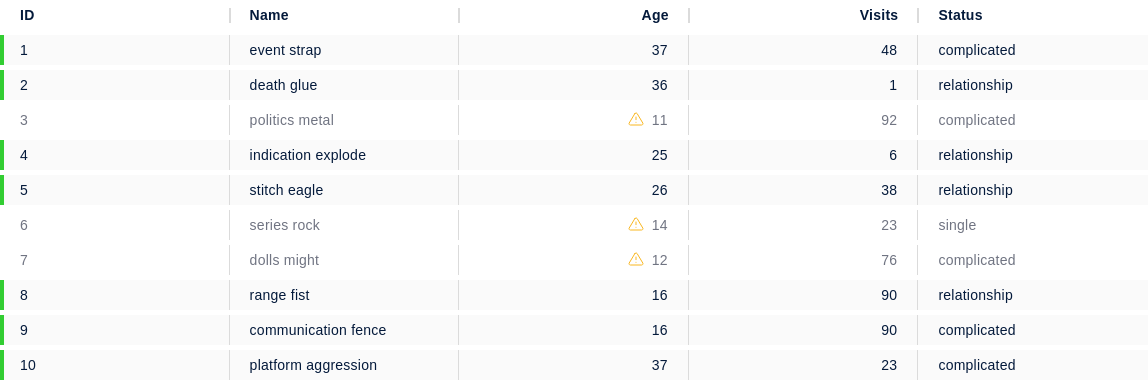 ID Name Age Visits Status
1 event strap 37 48 complicated
2 death glue 36 1 relationship
3 politics metal 11 92 complicated
4 indication explode 25 6 relationship
5 stitch eagle 26 38 relationship
6 series rock 14 23 single
7 dolls might 12 76 complicated
8 range fist 16 90 relationship
9 communication fence 16 90 complicated
10 platform aggression 37 23 complicated